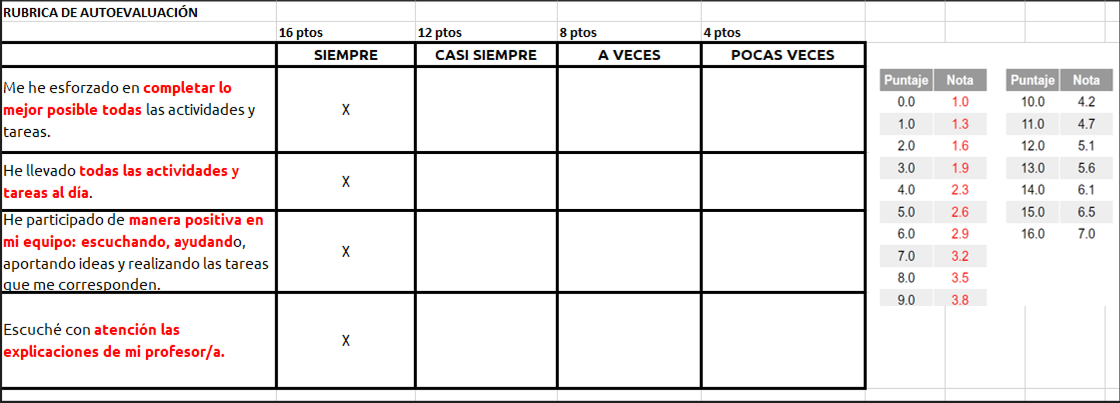 RUBRICA DE AUTOEVALUACIÓN
16 ptos 12 ptos 8 ptos 4 ptos
SIEMPRE CASI SIEMPRE A VECES POCAS VECES
Me he esforzado en completar lo
mejor posible todas las actividades y
tareas.
X
He llevado todas las actividades y
tareas al día.
X
He participado de manera positiva en
mi equipo: escuchando, ayudando,
aportando ideas y realizando las tareas
que me corresponden.
X
Escuché con atención las
explicaciones de mi profesor/a.
X
Puntaje Nota
0.0 1.0
1.0 1.3
2.0 1.6
3.0 1.9
4.0 2.3
5.0 2.6
6.0 2.9
7.0 3.2
8.0 3.5
9.0 3.8
Puntaje Nota
10.0 4.2
11.0 4.7
12.0 5.1
13.0 5.6
14.0 6.1
15.0 6.5
16.0 7.0